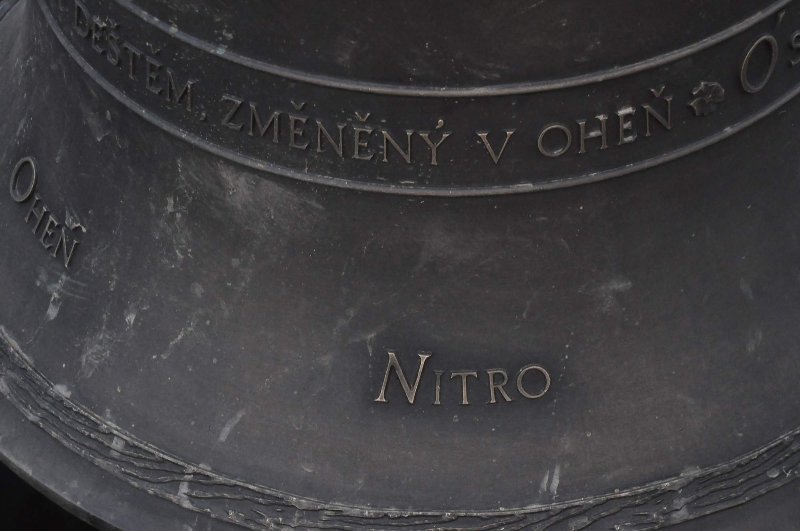 DEŠTĚM, ZMĚNĚNÝ V OHEŇ
OHEŇ
NITRO